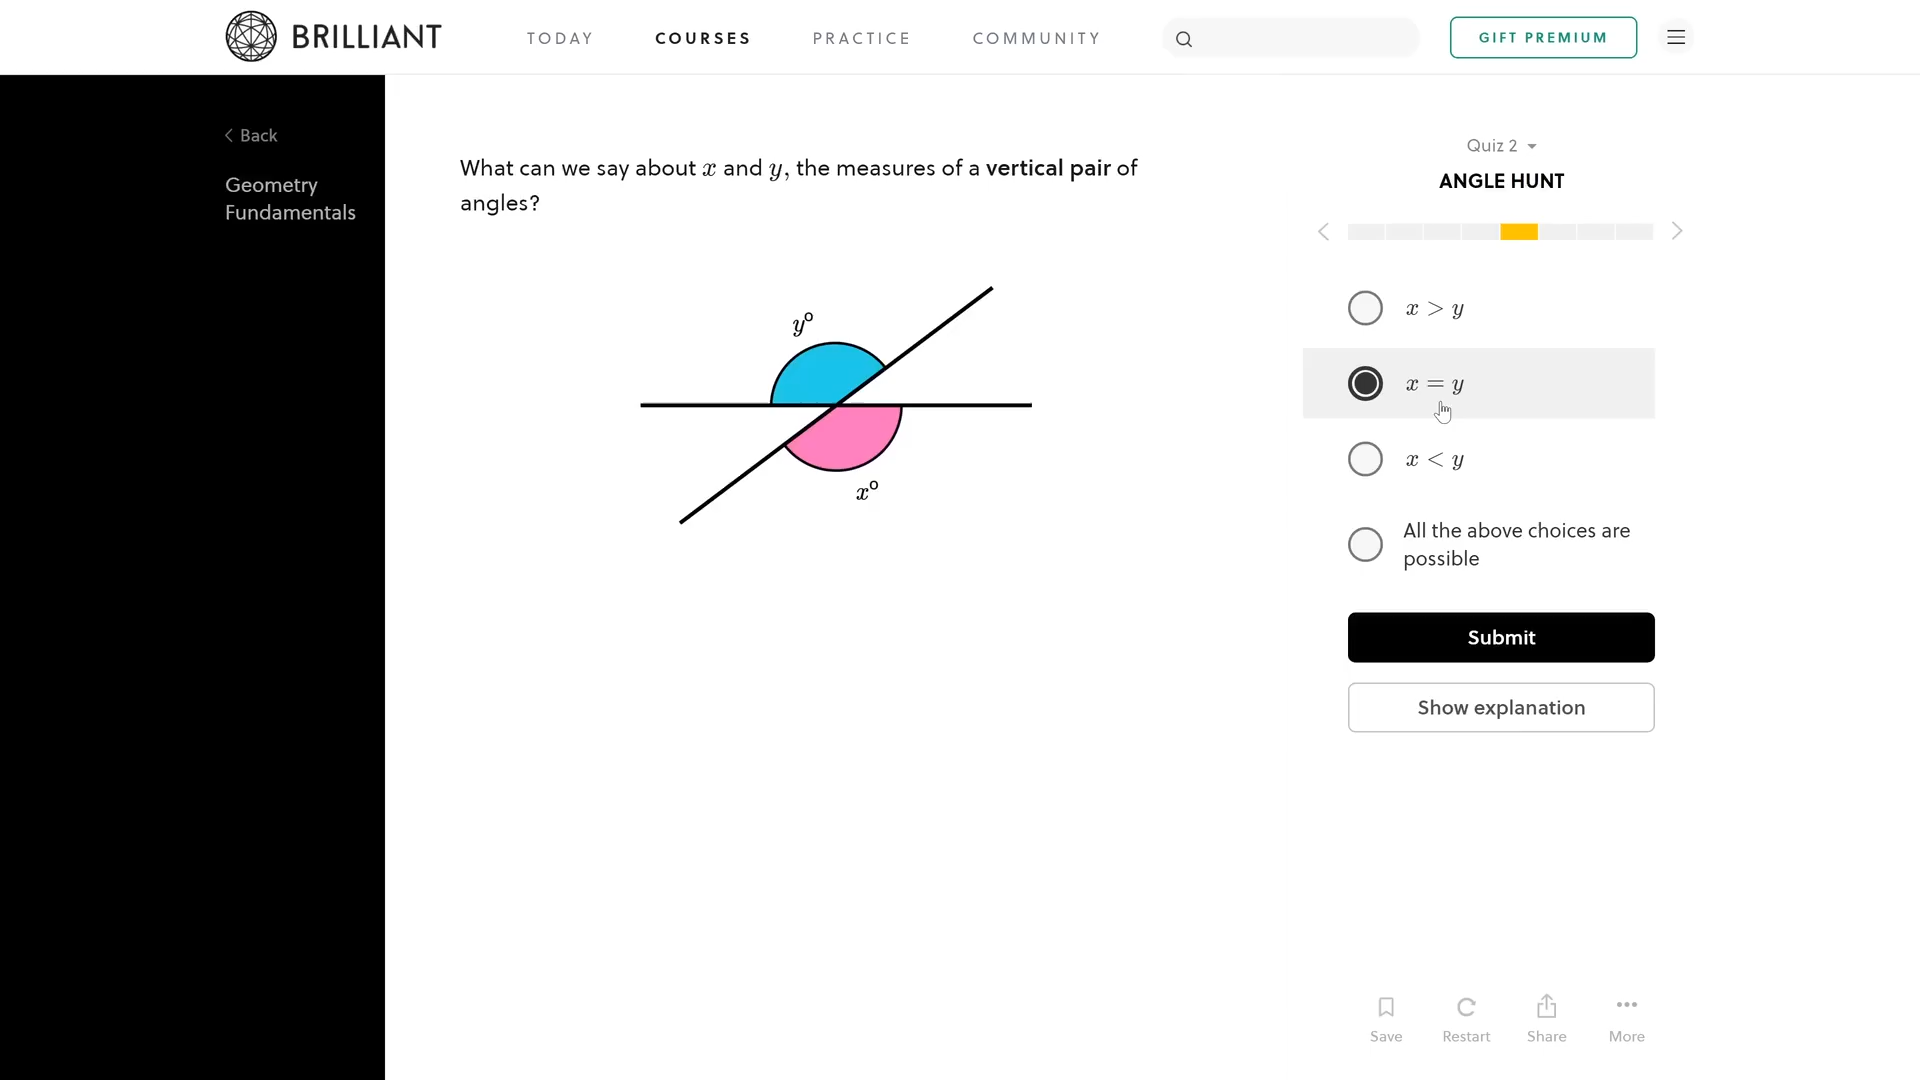 BRILLIANT
TODAY
COURSES
PRACTICE
COMMUNITY
GIFT PREMIUM
Back
Geometry
Fundamentals
What can we say about x and y, the measures of a vertical pair of
angles?
yº
xº
Quiz 2
ANGLE HUNT
x > y
x = y
x < y
All the above choices are
possible
Submit
Show explanation
Save
Restart
Share
More